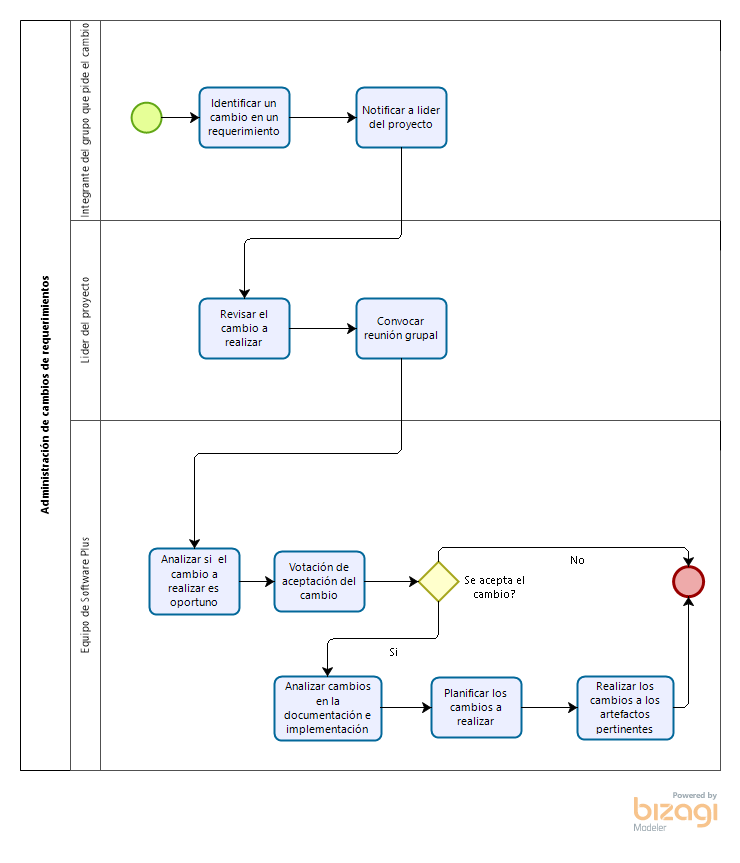 Administración de cambios de requerimientos
Integrante del grupo que pide el cambio
Identificar un
cambio en un
requerimiento
Notificar a lider
del proyecto
Lider del proyecto
Revisar el
cambio a
realizar
Convocar
reunión grupal
Equipo de Software Plus
Analizar si el
cambio a
realizar es
oportuno
Votación de
aceptación del
cambio
Se acepta el
cambio?
No
Si
Analizar cambios
en la
documentación e
implementación
Planificar los
cambios a
realizar
Realizar los
cambios a los
artefactos
pertinentes
Powered by
bizagi
Modeler